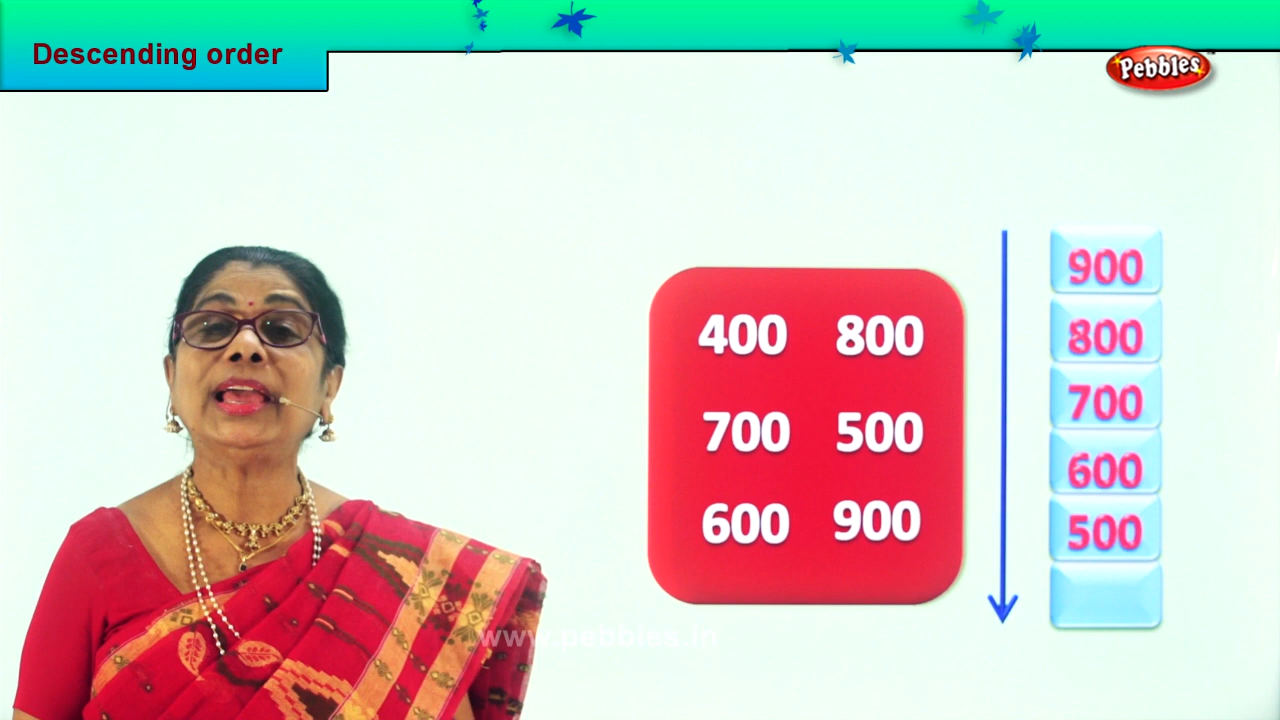 Descending order
Pebbles
400 800
700 500
600 900
900
800
700
600
500
www.pebbles.in